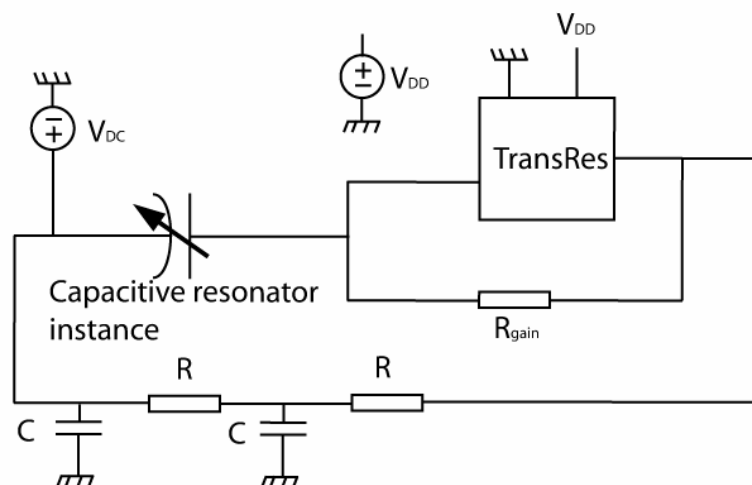 VDD
VDD
VDC
TransRes
Capacitive resonator
instance
Rgain
R
R
C
C